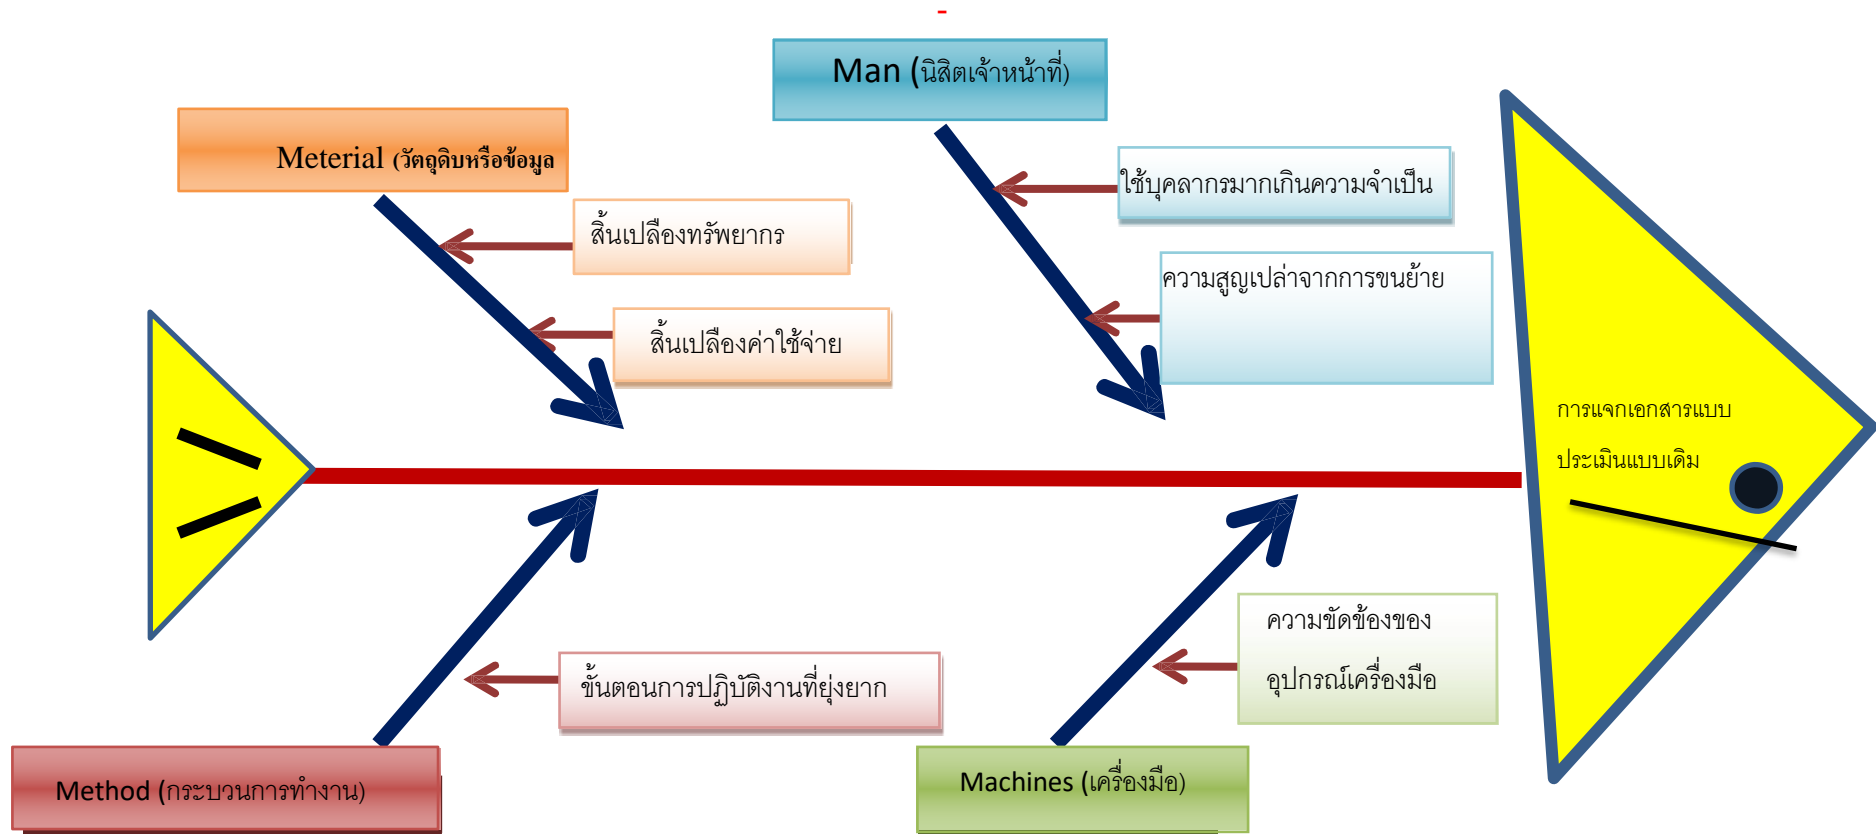 -
Man (นิสิตเจ้าหน้าที่)
Meterial (วัตถุดิบหรือข้อมูล
ใช้บุคลากรมากเกินความจำเป็น
สิ้นเปลืองทรัพยากร
ความสูญเปล่าจากการขนย้าย
สิ้นเปลืองค่าใช้จ่าย
การแจกเอกสารแบบ
ประเมินแบบเดิม
ความขัดข้องของ
อุปกรณ์เครื่องมือ
ขั้นตอนการปฏิบัติงานที่ยุ่งยาก
Method (กระบวนการทำงาน)
Machines (เครื่องมือ)